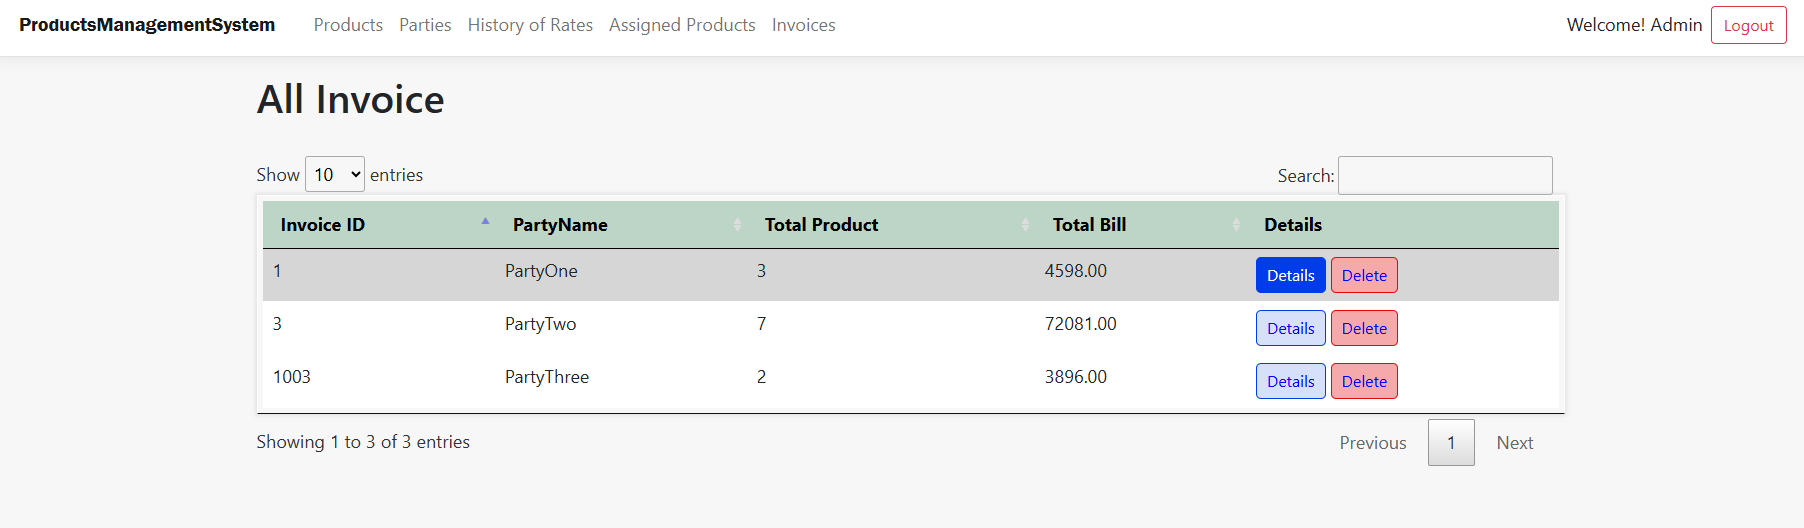 ProductsManagementSystem Products Parties History of Rates Assigned Products Invoices Welcome! Admin Logout
All Invoice
Show 10 entries Search:
Invoice ID PartyName Total Product Total Bill Details
1 PartyOne 3 4598.00 Details Delete
3 PartyTwo 7 72081.00 Details Delete
1003 PartyThree 2 3896.00 Details Delete
Showing 1 to 3 of 3 entries Previous 1 Next